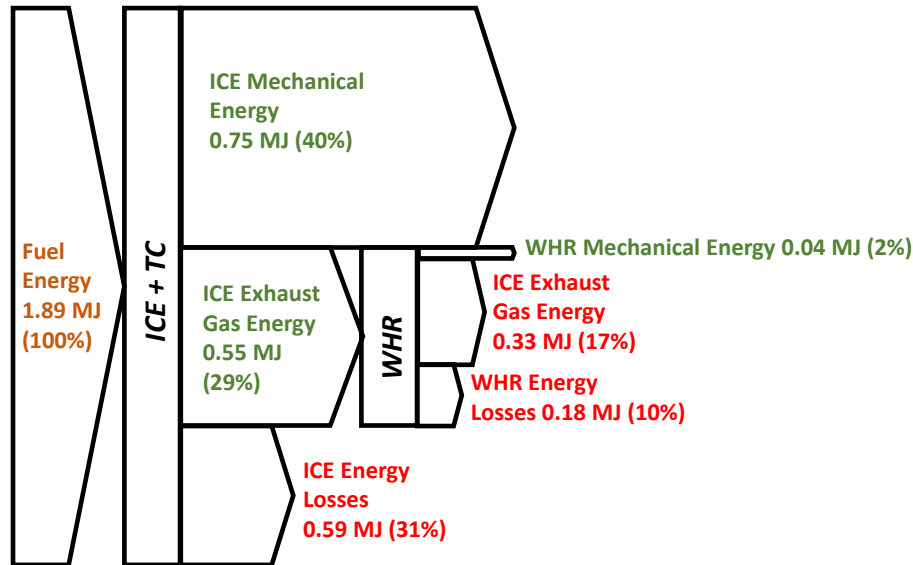 Fuel
Energy
1.89 MJ
(100%)
ICE + TC
ICE Mechanical
Energy
0.75 MJ (40%)
ICE Exhaust
Gas Energy
0.55 MJ
(29%)
WHR
WHR Mechanical Energy 0.04 MJ (2%)
ICE Exhaust
Gas Energy
0.33 MJ (17%)
WHR Energy
Losses 0.18 MJ (10%)
ICE Energy
Losses
0.59 MJ (31%)